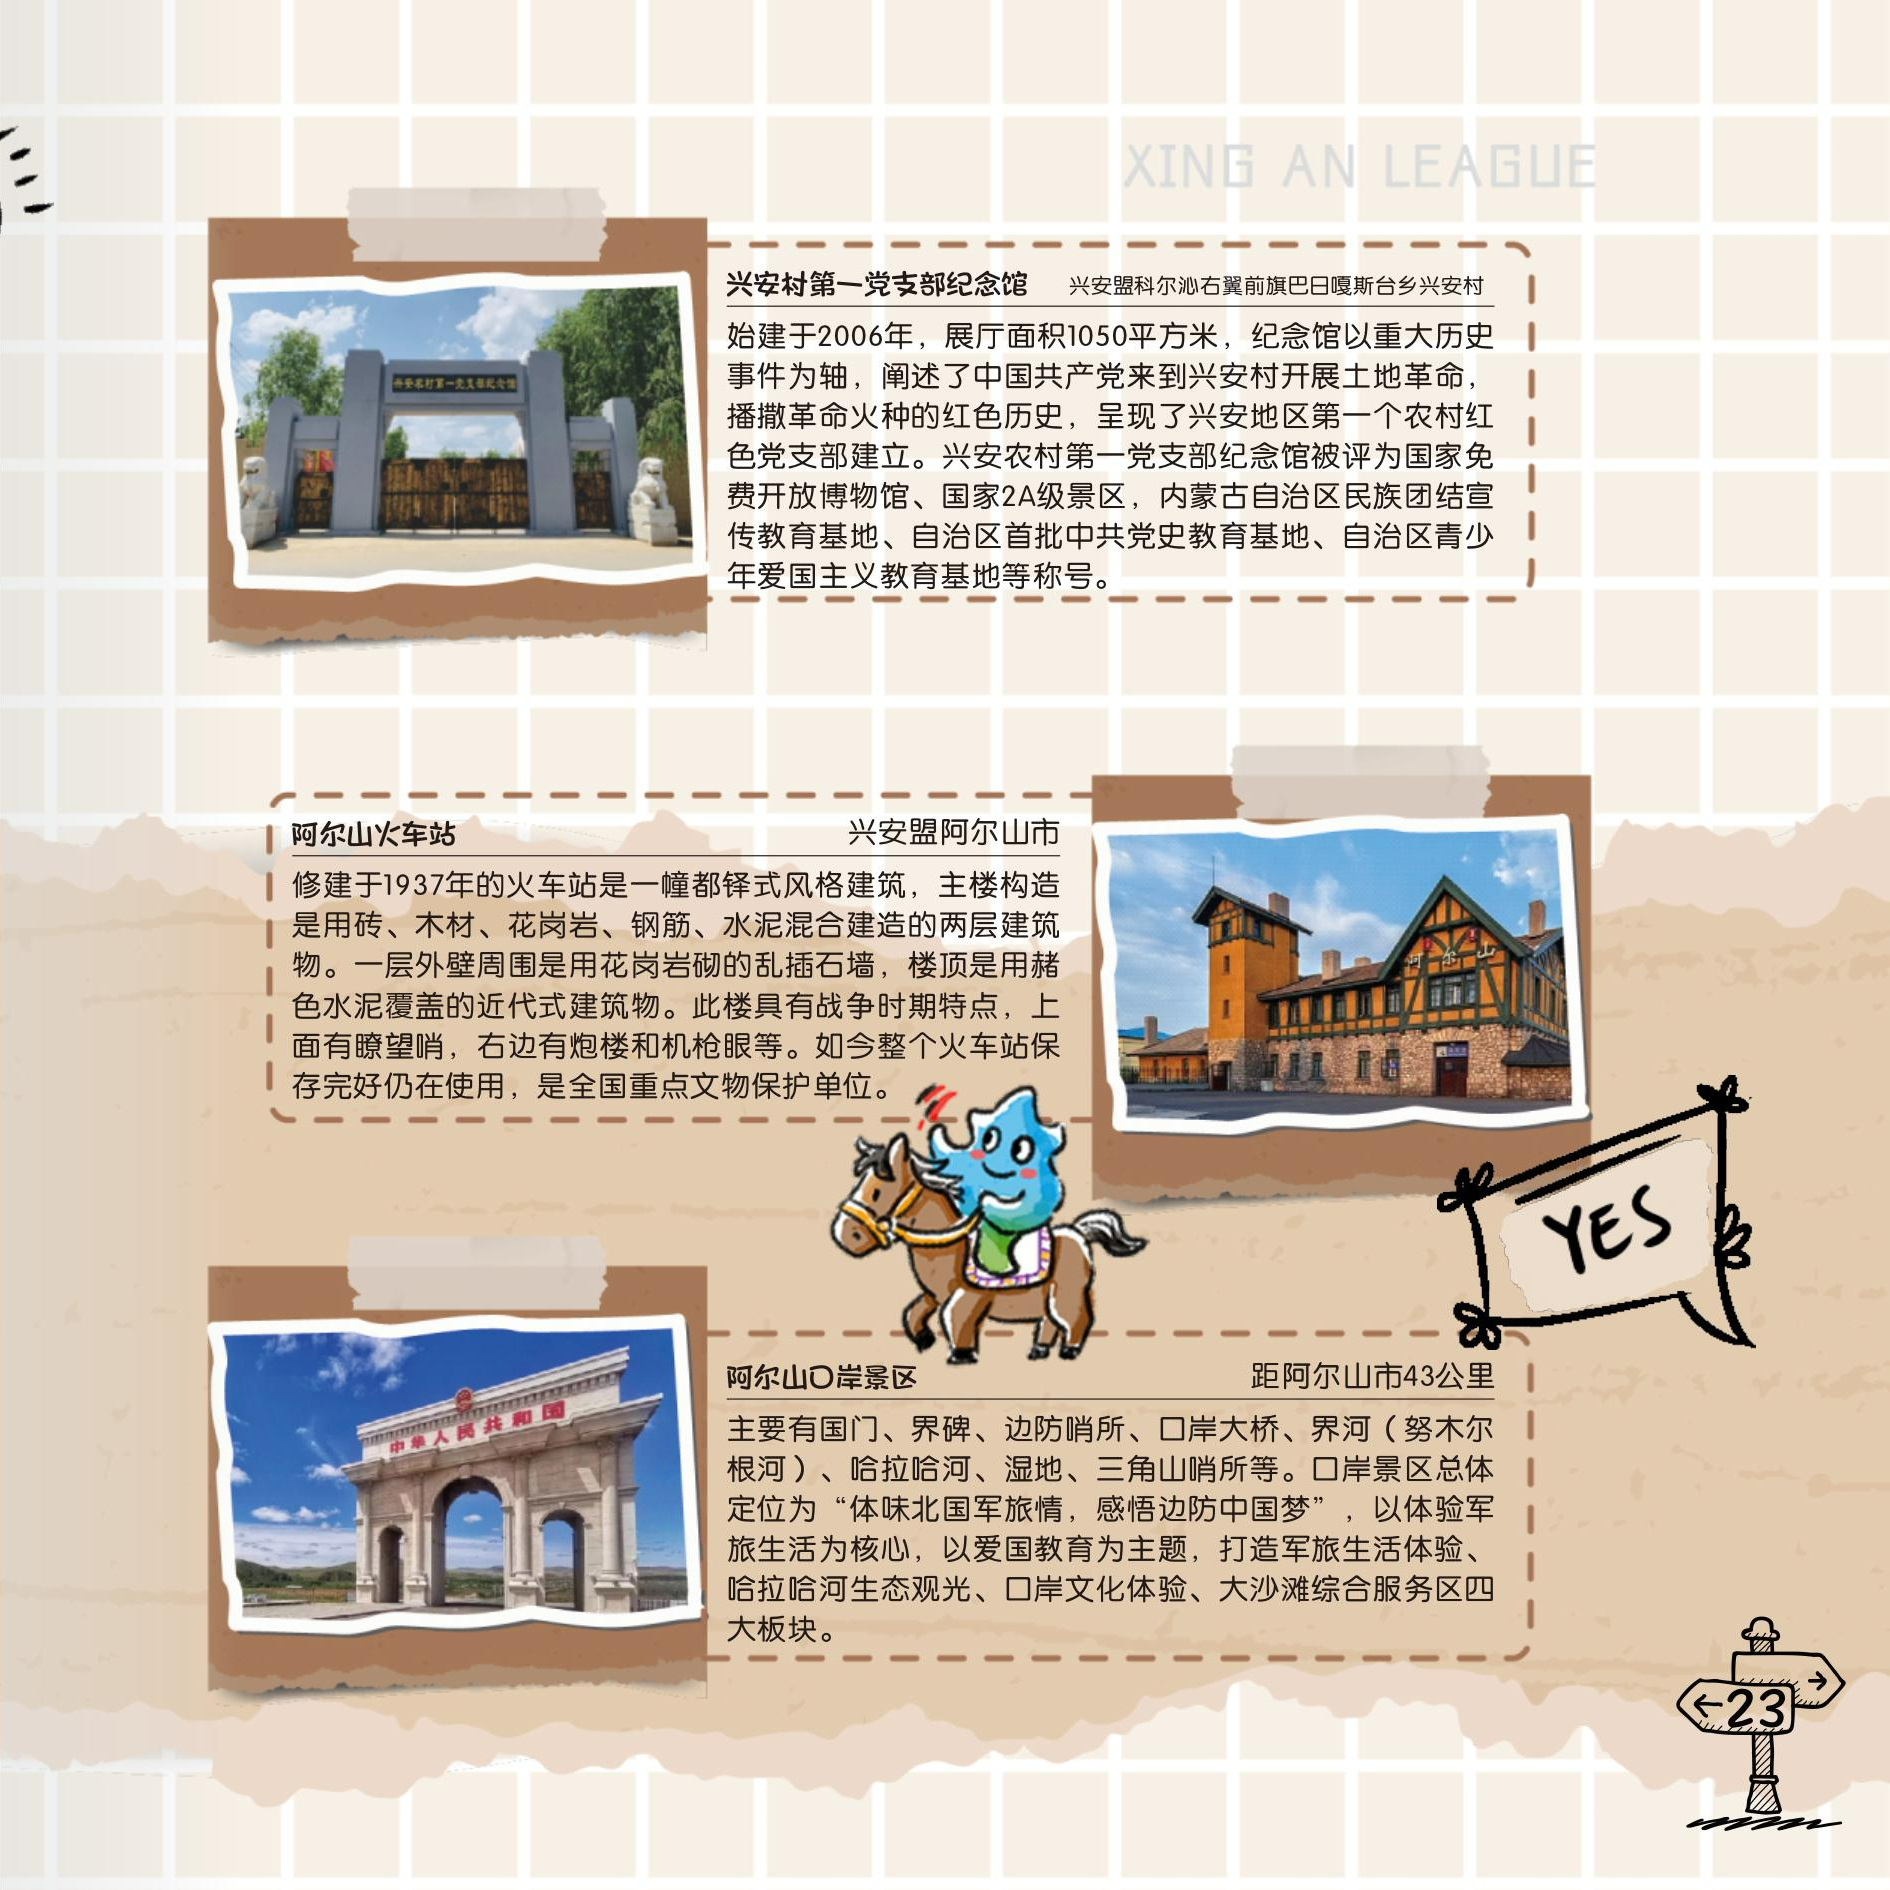 XING AN LEAGUE
兴安农村第一党支部纪念馆
兴安村第一党支部纪念馆 兴安盟科尔沁右翼前旗巴日嘎斯台乡兴安村
始建于2006年，展厅面积1050平方米，纪念馆以重大历史
事件为轴，阐述了中国共产党来到兴安村开展土地革命，
播撒革命火种的红色历史，呈现了兴安地区第一个农村红
色党支部建立。兴安农村第一党支部纪念馆被评为国家免
费开放博物馆、国家2A级景区，内蒙古自治区民族团结宣
传教育基地、自治区首批中共党史教育基地、自治区青少
年爱国主义教育基地等称号。
阿尔山火车站 兴安盟阿尔山市
修建于1937年的火车站是一幢都铎式风格建筑，主楼构造
是用砖、木材、花岗岩、钢筋、水泥混合建造的两层建筑
物。一层外壁周围是用花岗岩砌的乱插石墙，楼顶是用赭
色水泥覆盖的近代式建筑物。此楼具有战争时期特点，上
面有瞭望哨，右边有炮楼和机枪眼等。如今整个火车站保
存完好仍在使用，是全国重点文物保护单位。
阿尔山
YES
中华人民共和国
阿尔山口岸景区 距阿尔山市43公里
主要有国门、界碑、边防哨所、口岸大桥、界河（努木尔
根河）、哈拉哈河、湿地、三角山哨所等。口岸景区总体
定位为“体味北国军旅情，感悟边防中国梦”，以体验军
旅生活为核心，以爱国教育为主题，打造军旅生活体验、
哈拉哈河生态观光、口岸文化体验、大沙滩综合服务区四
大板块。
23